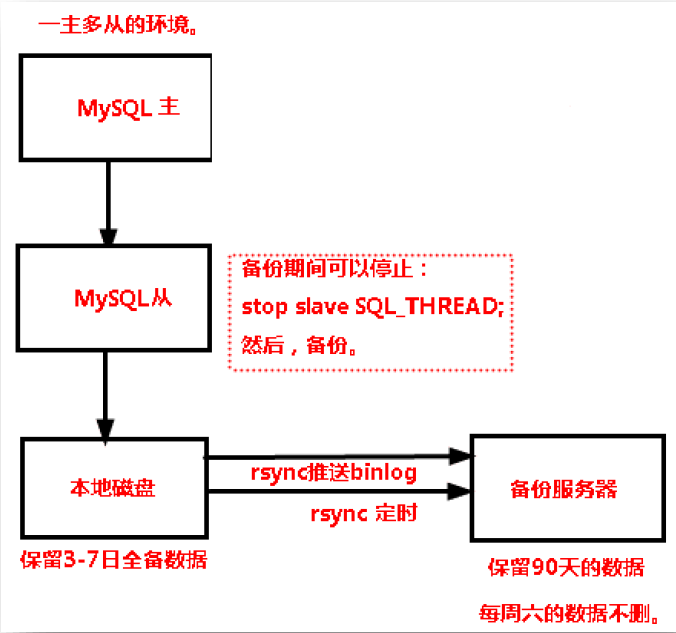 一主多从的环境。
MySQL 主
MySQL从
备份期间可以停止：
stop slave SQL_THREAD;
然后，备份。
本地磁盘
rsync推送binlog
rsync 定时
备份服务器
保留3-7日全备数据
保留90天的数据
每周六的数据不删。